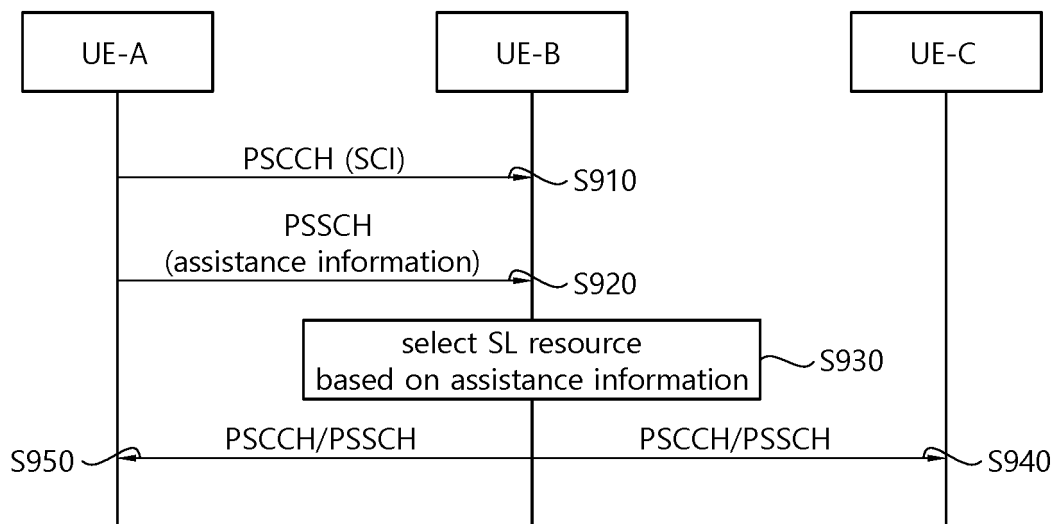 UE-A
UE-B
UE-C
PSCCH (SCI)
S910
PSSCH
(assistance information)
S920
select SL resource
based on assistance information
S930
PSCCH/PSSCH
PSCCH/PSSCH
S950
S940